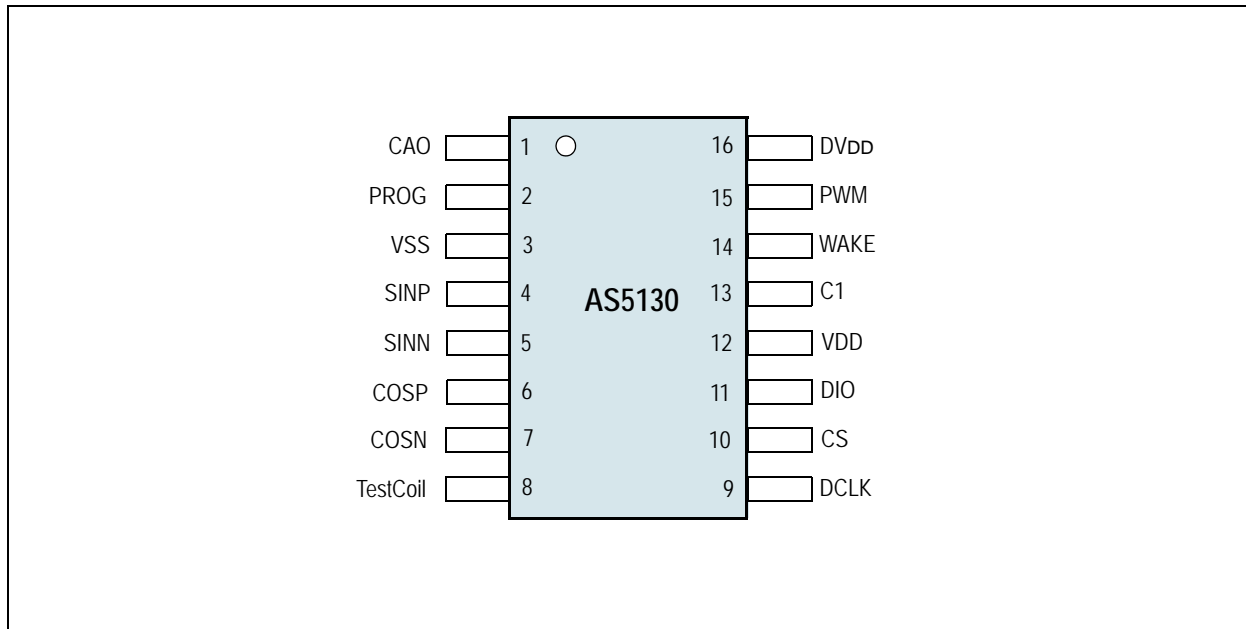 CAO 1 16 DVDD
PROG 2 15 PWM
VSS 3 14 WAKE
SINP 4 AS5130 13 C1
SINN 5 12 VDD
COSP 6 11 DIO
COSN 7 10 CS
TestCoil 8 9 DCLK